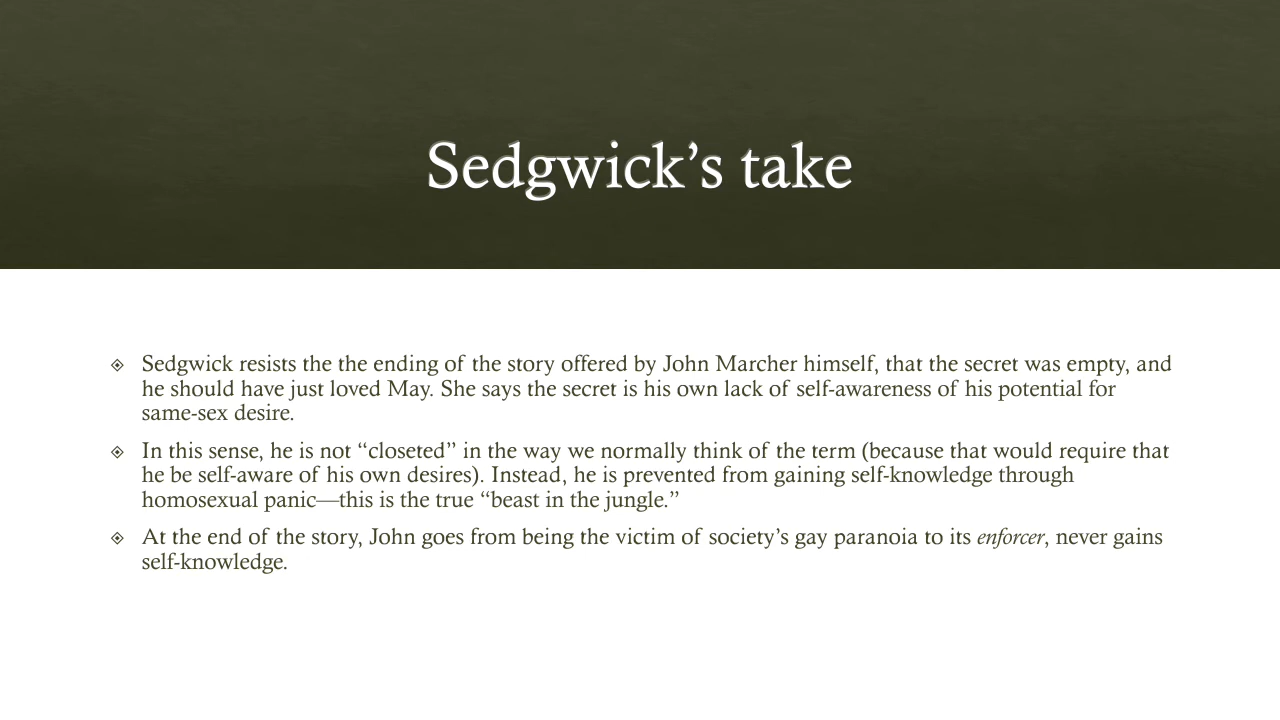 Sedgwick’s take
Sedgwick resists the the ending of the story offered by John Marcher himself, that the secret was empty, and
he should have just loved May. She says the secret is his own lack of self-awareness of his potential for
same-sex desire.
In this sense, he is not “closeted” in the way we normally think of the term (because that would require that
he be self-aware of his own desires). Instead, he is prevented from gaining self-knowledge through
homosexual panic—this is the true “beast in the jungle.”
At the end of the story, John goes from being the victim of society’s gay paranoia to its enforcer, never gains
self-knowledge.